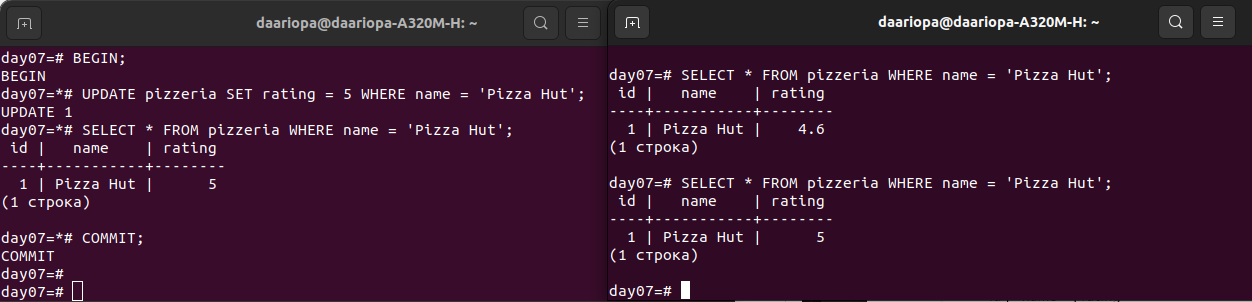 daariopa@daariopa-A320M-H: ~
day07=# BEGIN;
BEGIN
day07=*# UPDATE pizzeria SET rating = 5 WHERE name = 'Pizza Hut';
UPDATE 1
day07=*# SELECT * FROM pizzeria WHERE name = 'Pizza Hut';
 id |   name    | rating
----+-----------+--------
  1 | Pizza Hut |      5
(1 строка)
day07=*# COMMIT;
COMMIT
day07=#
day07=#
daariopa@daariopa-A320M-H: ~
day07=# SELECT * FROM pizzeria WHERE name = 'Pizza Hut';
 id |   name    | rating
----+-----------+--------
  1 | Pizza Hut |    4.6
(1 строка)
day07=# SELECT * FROM pizzeria WHERE name = 'Pizza Hut';
 id |   name    | rating
----+-----------+--------
  1 | Pizza Hut |      5
(1 строка)
day07=#